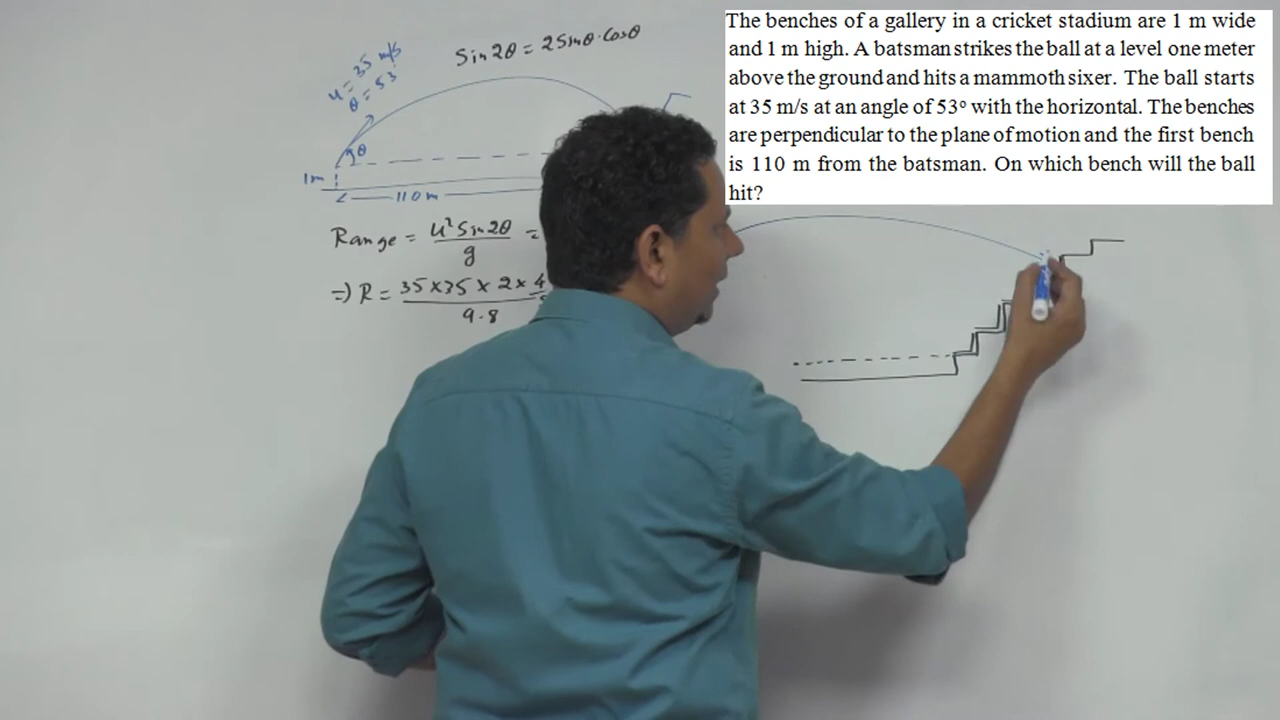 The benches of a gallery in a cricket stadium are 1 m wide
and 1 m high. A batsman strikes the ball at a level one meter
above the ground and hits a mammoth sixer. The ball starts
at 35 m/s at an angle of 53° with the horizontal. The benches
are perpendicular to the plane of motion and the first bench
is 110 m from the batsman. On which bench will the ball
hit?
Sin2θ = 2Sinθ·Cosθ
u = 35 m/s
θ = 53
θ
1m
110m
Range = u² Sin2θ / g =
⇒ R = 35 × 35 × 2 × 4 / 9.8